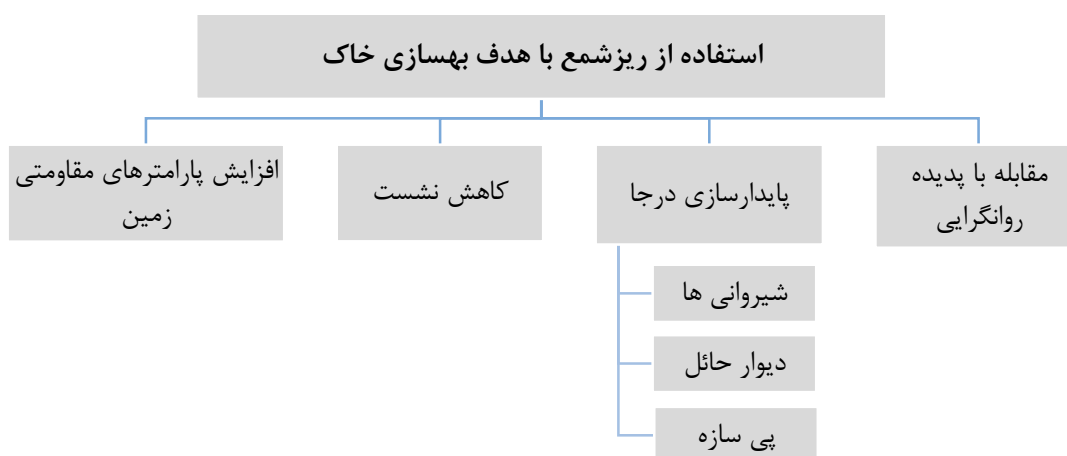 استفاده از ریزشمع با هدف بهسازی خاک
مقابله با پدیده
روانگرایی
پایدارسازی درجا
شیروانی ها
دیوار حائل
پی سازه
کاهش نشست
افزایش پارامترهای مقاومتی
زمین